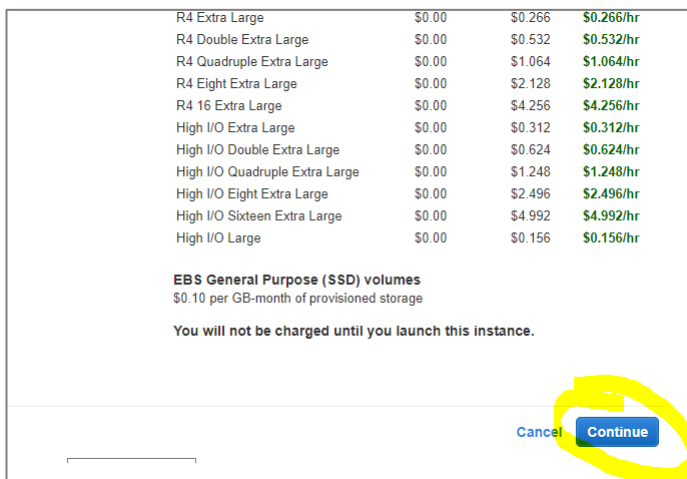 R4 Extra Large $0.00 $0.266 $0.266/hr
R4 Double Extra Large $0.00 $0.532 $0.532/hr
R4 Quadruple Extra Large $0.00 $1.064 $1.064/hr
R4 Eight Extra Large $0.00 $2.128 $2.128/hr
R4 16 Extra Large $0.00 $4.256 $4.256/hr
High I/O Extra Large $0.00 $0.312 $0.312/hr
High I/O Double Extra Large $0.00 $0.624 $0.624/hr
High I/O Quadruple Extra Large $0.00 $1.248 $1.248/hr
High I/O Eight Extra Large $0.00 $2.496 $2.496/hr
High I/O Sixteen Extra Large $0.00 $4.992 $4.992/hr
High I/O Large $0.00 $0.156 $0.156/hr
EBS General Purpose (SSD) volumes
$0.10 per GB-month of provisioned storage
You will not be charged until you launch this instance.
Cancel Continue